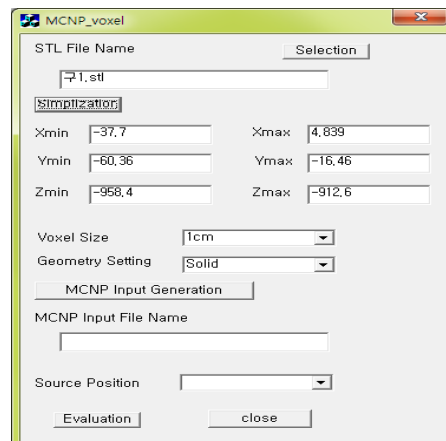 MCNP_voxel
STL File Name
Selection
구1.stl
Simplization
Xmin -37.7 Xmax 4.839
Ymin -60.36 Ymax -16.46
Zmin -958.4 Zmax -912.6
Voxel Size 1cm
Geometry Setting Solid
MCNP Input Generation
MCNP Input File Name
Source Position
Evaluation close